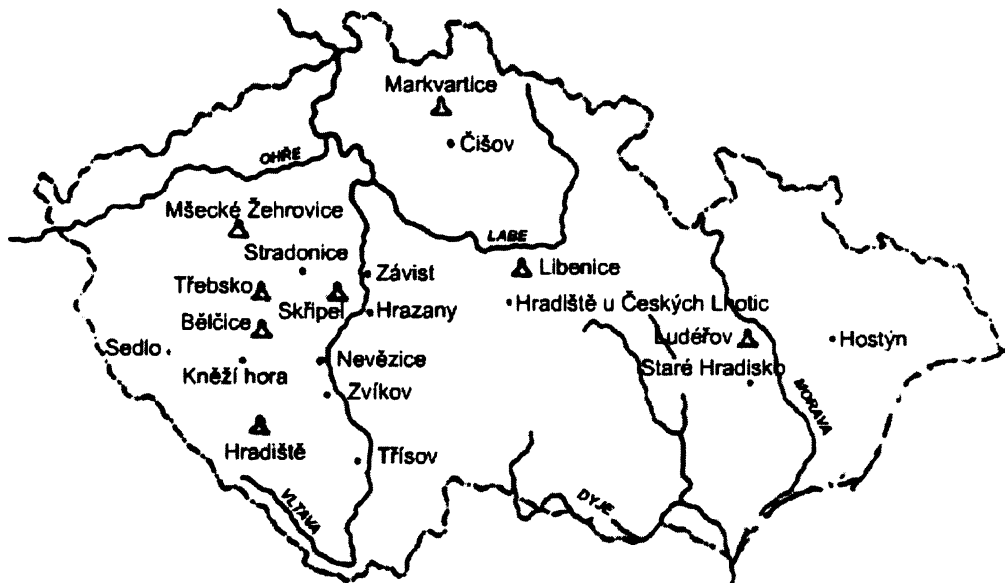 Markvartice
Čišov
OHŘE
Mšecké Žehrovice
LABE
Stradonice
Závist
Libenice
Třebsko
Skřipel
Hrazany
Hradiště u Českých Lhotic
Bělčice
Ludéřov
Hostýn
Sedlo
Kněží hora
Nevězice
Staré Hradisko
Zvíkov
MORAVA
Hradiště
Třísov
VLTAVA
DYJE